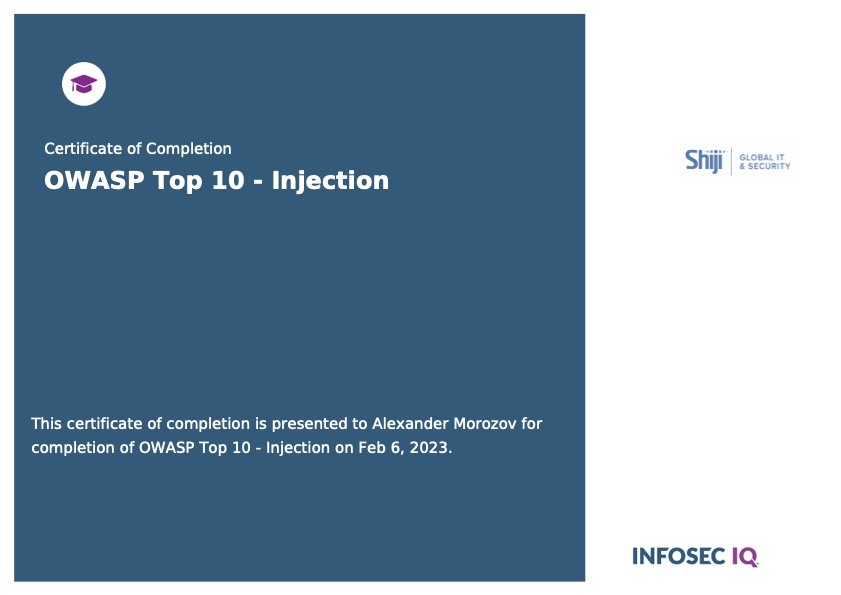 Certificate of Completion
OWASP Top 10 - Injection
Shiji
GLOBAL IT
& SECURITY
This certificate of completion is presented to Alexander Morozov for
completion of OWASP Top 10 - Injection on Feb 6, 2023.
INFOSEC IQ